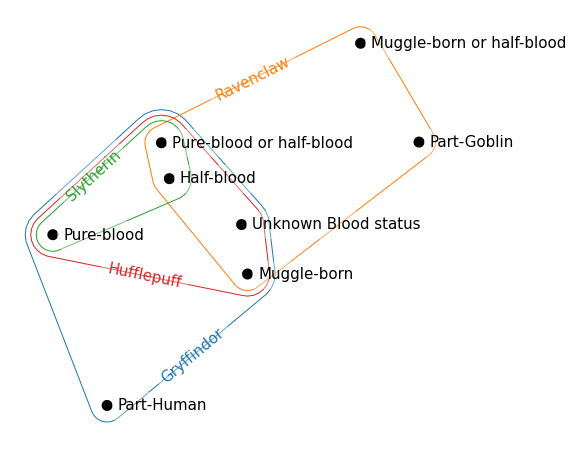 Muggle-born or half-blood
Ravenclaw
Pure-blood or half-blood
Part-Goblin
Slytherin
Half-blood
Unknown Blood status
Pure-blood
Hufflepuff
Muggle-born
Gryffindor
Part-Human